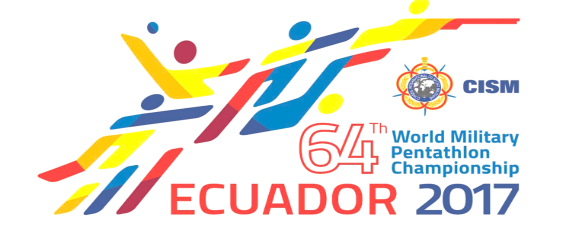 CISM
64Th World Military
Pentathlon
Championship
ECUADOR 2017